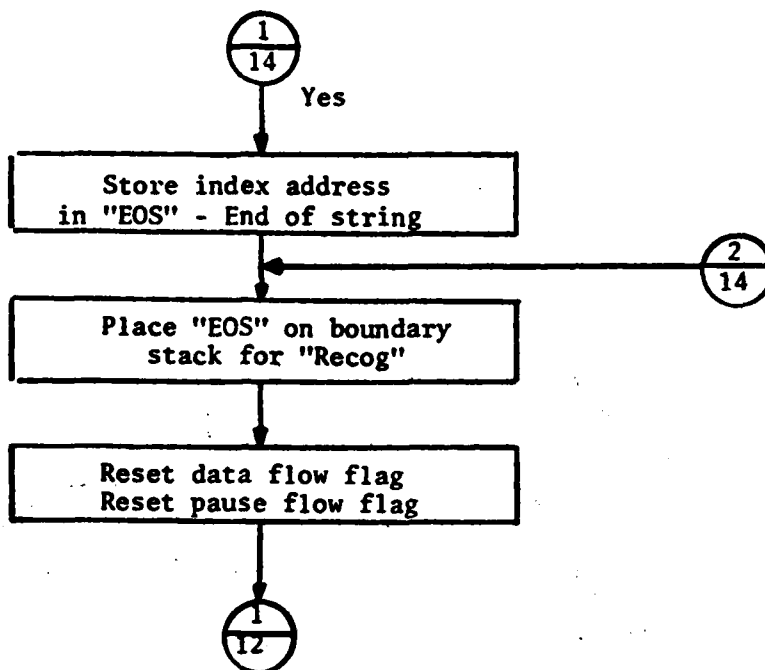 1
14
Yes
Store index address
in "EOS" - End of string
2
14
Place "EOS" on boundary
stack for "Recog"
Reset data flow flag
Reset pause flow flag
1
12